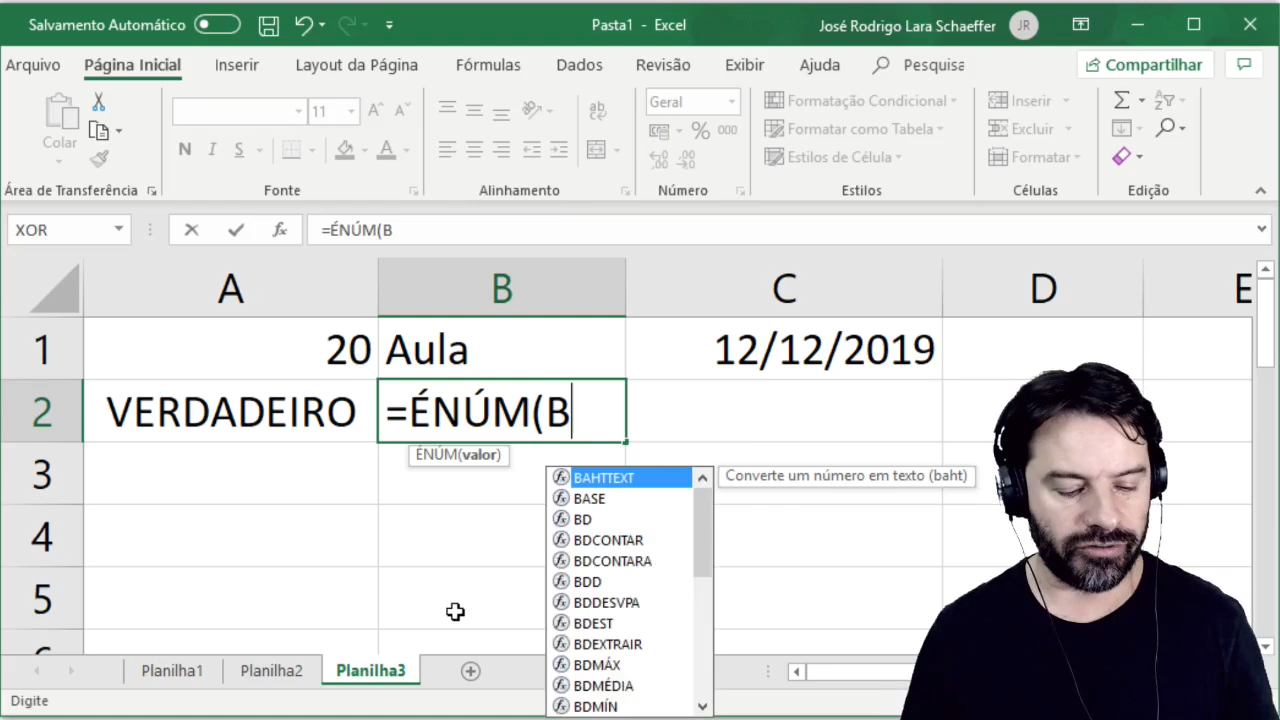 Salvamento Automático
Pasta1 - Excel
José Rodrigo Lara Schaeffer
JR
Arquivo
Página Inicial
Inserir
Layout da Página
Fórmulas
Dados
Revisão
Exibir
Ajuda
Pesquisa
Compartilhar
Colar
11
N I S
Geral
% 000
Formatação Condicional
Formatar como Tabela
Estilos de Célula
Inserir
Excluir
Formatar
Área de Transferência
Fonte
Alinhamento
Número
Estilos
Células
Edição
XOR
fx
=ÉNÚM(B
A B C D E
1 20 Aula 12/12/2019
2 VERDADEIRO =ÉNÚM(B
ÉNÚM(valor)
3
4
5
BAHTTEXT
Converte um número em texto (baht)
BASE
BD
BDCONTAR
BDCONTARA
BDD
BDDESVPA
BDEST
BDEXTRAIR
BDMÁX
BDMÉDIA
BDMÍN
Planilha1
Planilha2
Planilha3
Digite